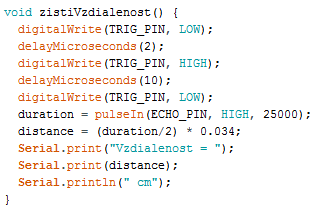 void zistiVzdialenost() {
  digitalWrite(TRIG_PIN, LOW);
  delayMicroseconds(2);
  digitalWrite(TRIG_PIN, HIGH);
  delayMicroseconds(10);
  digitalWrite(TRIG_PIN, LOW);
  duration = pulseIn(ECHO_PIN, HIGH, 25000);
  distance = (duration/2) * 0.034;
  Serial.print("Vzdialenost = ");
  Serial.print(distance);
  Serial.println(" cm");
}